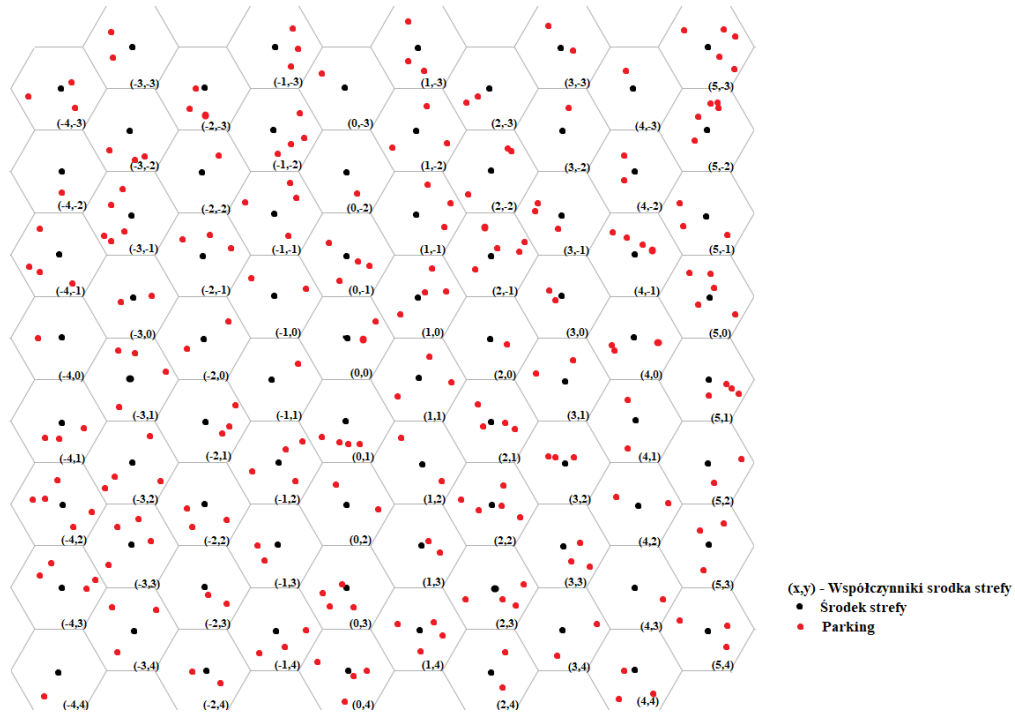 (-3,-3) (-1,-3) (1,-3) (3,-3) (5,-3)
(-4,-3) (-2,-3) (0,-3) (2,-3) (4,-3)
(-3,-2) (-1,-2) (1,-2) (3,-2) (5,-2)
(-4,-2) (-2,-2) (0,-2) (2,-2) (4,-2)
(-3,-1) (-1,-1) (1,-1) (3,-1) (5,-1)
(-4,-1) (-2,-1) (0,-1) (2,-1) (4,-1)
(-3,0) (-1,0) (1,0) (3,0) (5,0)
(-4,0) (-2,0) (0,0) (2,0) (4,0)
(-3,1) (-1,1) (1,1) (3,1) (5,1)
(-4,1) (-2,1) (0,1) (2,1) (4,1)
(-3,2) (-1,2) (1,2) (3,2) (5,2)
(-4,2) (-2,2) (0,2) (2,2) (4,2)
(-3,3) (-1,3) (1,3) (3,3) (5,3)
(-4,3) (-2,3) (0,3) (2,3) (4,3)
(-3,4) (-1,4) (1,4) (3,4) (5,4)
(-4,4) (-2,4) (0,4) (2,4) (4,4)
(x,y) - Współczynniki srodka strefy
Środek strefy
Parking